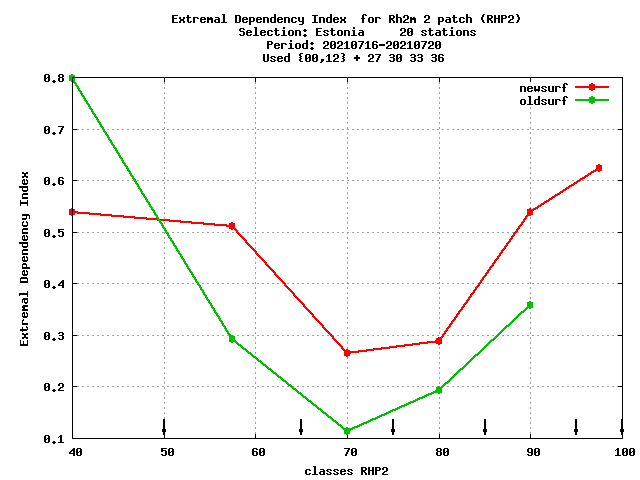 Extremal Dependency Index  for Rh2m 2 patch (RHP2)
Selection: Estonia     20 stations
Period: 20210716-20210720
Used {00,12} + 27 30 33 36
newsurf
oldsurf
0.8
0.7
0.6
0.5
0.4
0.3
0.2
0.1
Extremal Dependency Index
40 50 60 70 80 90 100
classes RHP2